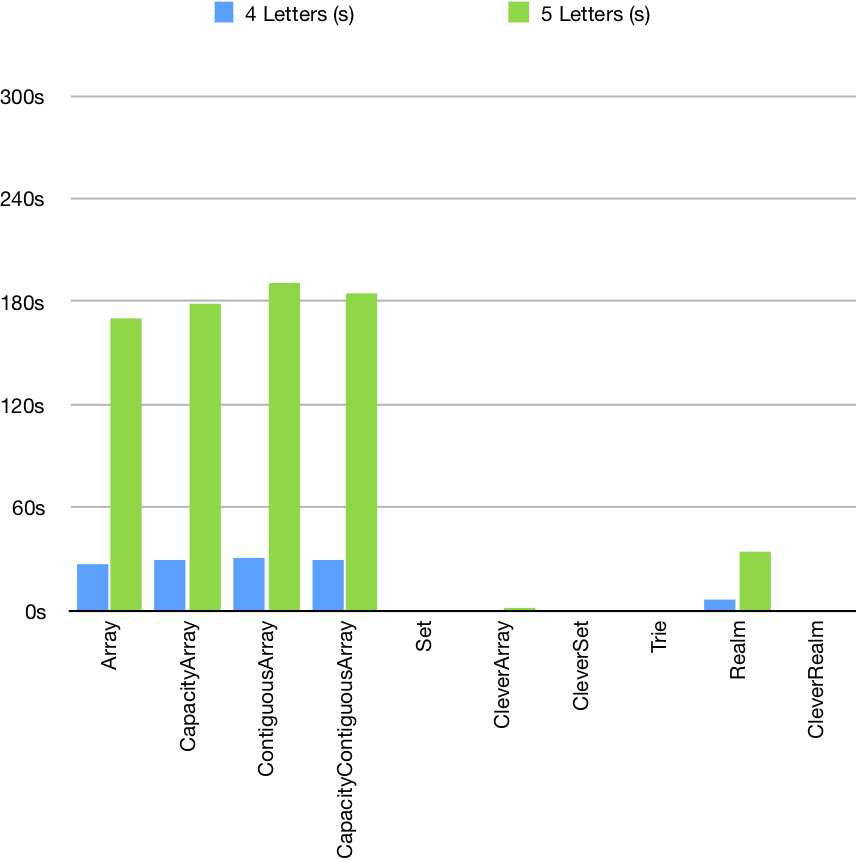 4 Letters (s)
5 Letters (s)
300s
240s
180s
120s
60s
0s
Array
CapacityArray
ContiguousArray
CapacityContiguousArray
Set
CleverArray
CleverSet
Trie
Realm
CleverRealm